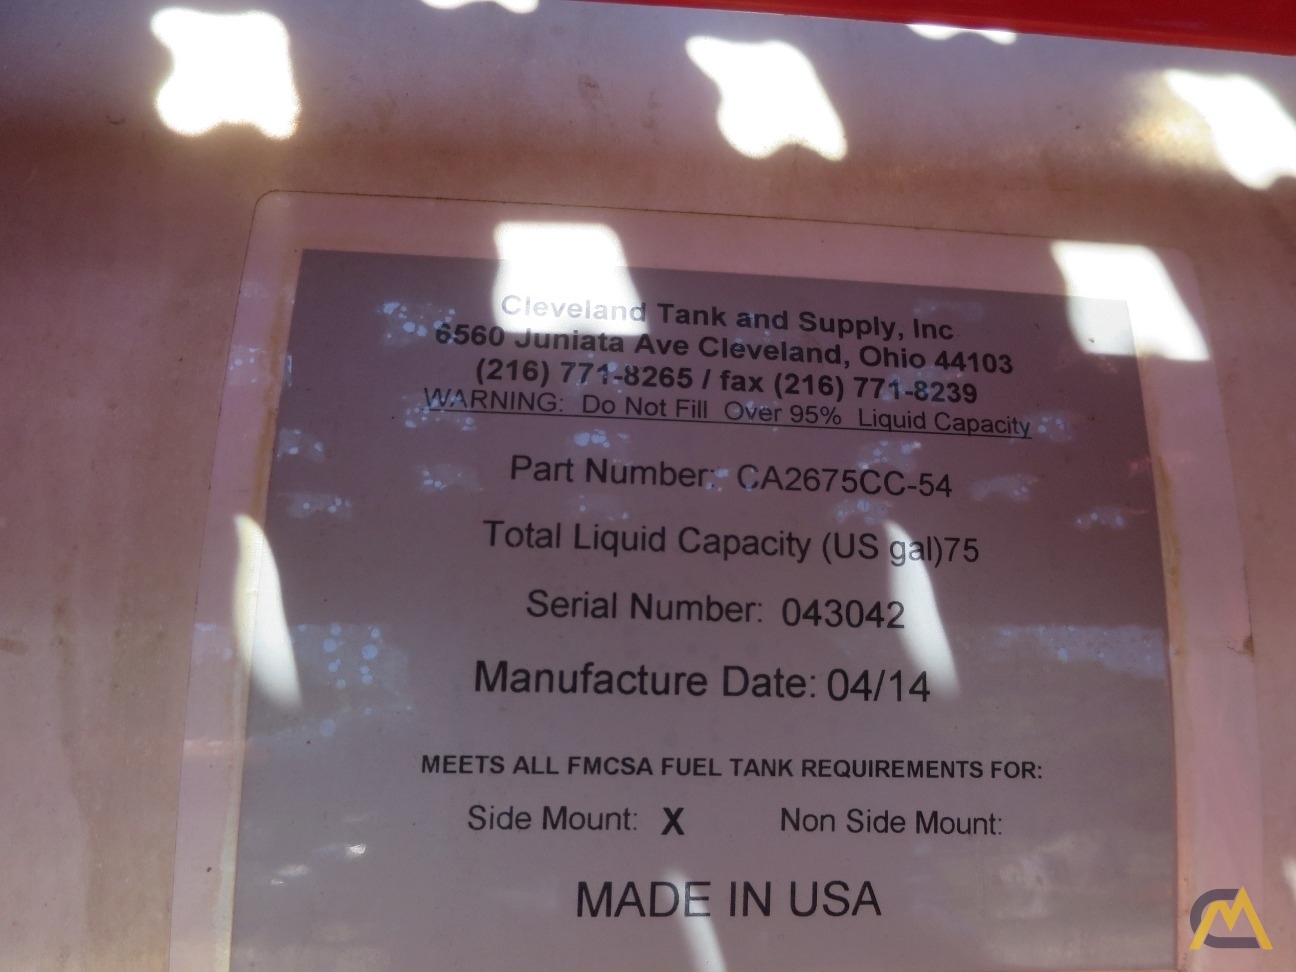 Cleveland Tank and Supply, Inc
6560 Juniata Ave Cleveland, Ohio 44103
(216) 771-8265 / fax (216) 771-8239
WARNING: Do Not Fill Over 95% Liquid Capacity
Part Number: CA2675CC-54
Total Liquid Capacity (US gal)75
Serial Number: 043042
Manufacture Date: 04/14
MEETS ALL FMCSA FUEL TANK REQUIREMENTS FOR:
Side Mount: X Non Side Mount:
MADE IN USA
CM